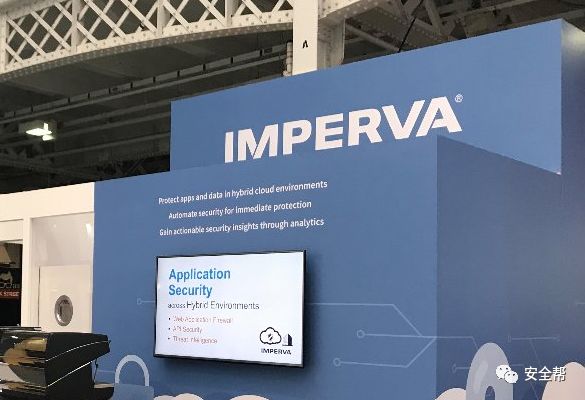 IMPERVA®
Protect apps and data in hybrid cloud environments
Automate security for immediate protection
Gain actionable security insights through analytics
Application
Security
across Hybrid Environments
• Web Application Firewall
• API Security
• Threat Intelligence
IMPERVA
安全帮